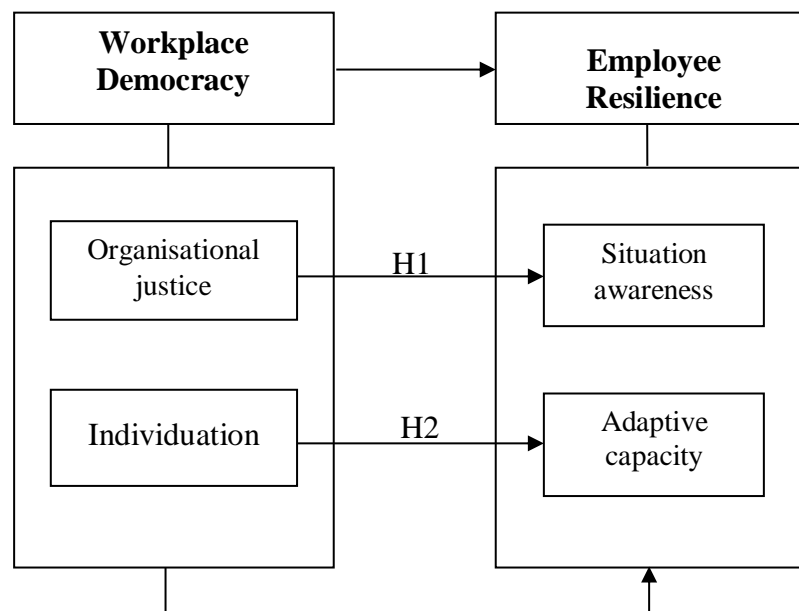 Workplace
Democracy
Employee
Resilience
Organisational
justice
H1
Situation
awareness
Individuation
H2
Adaptive
capacity